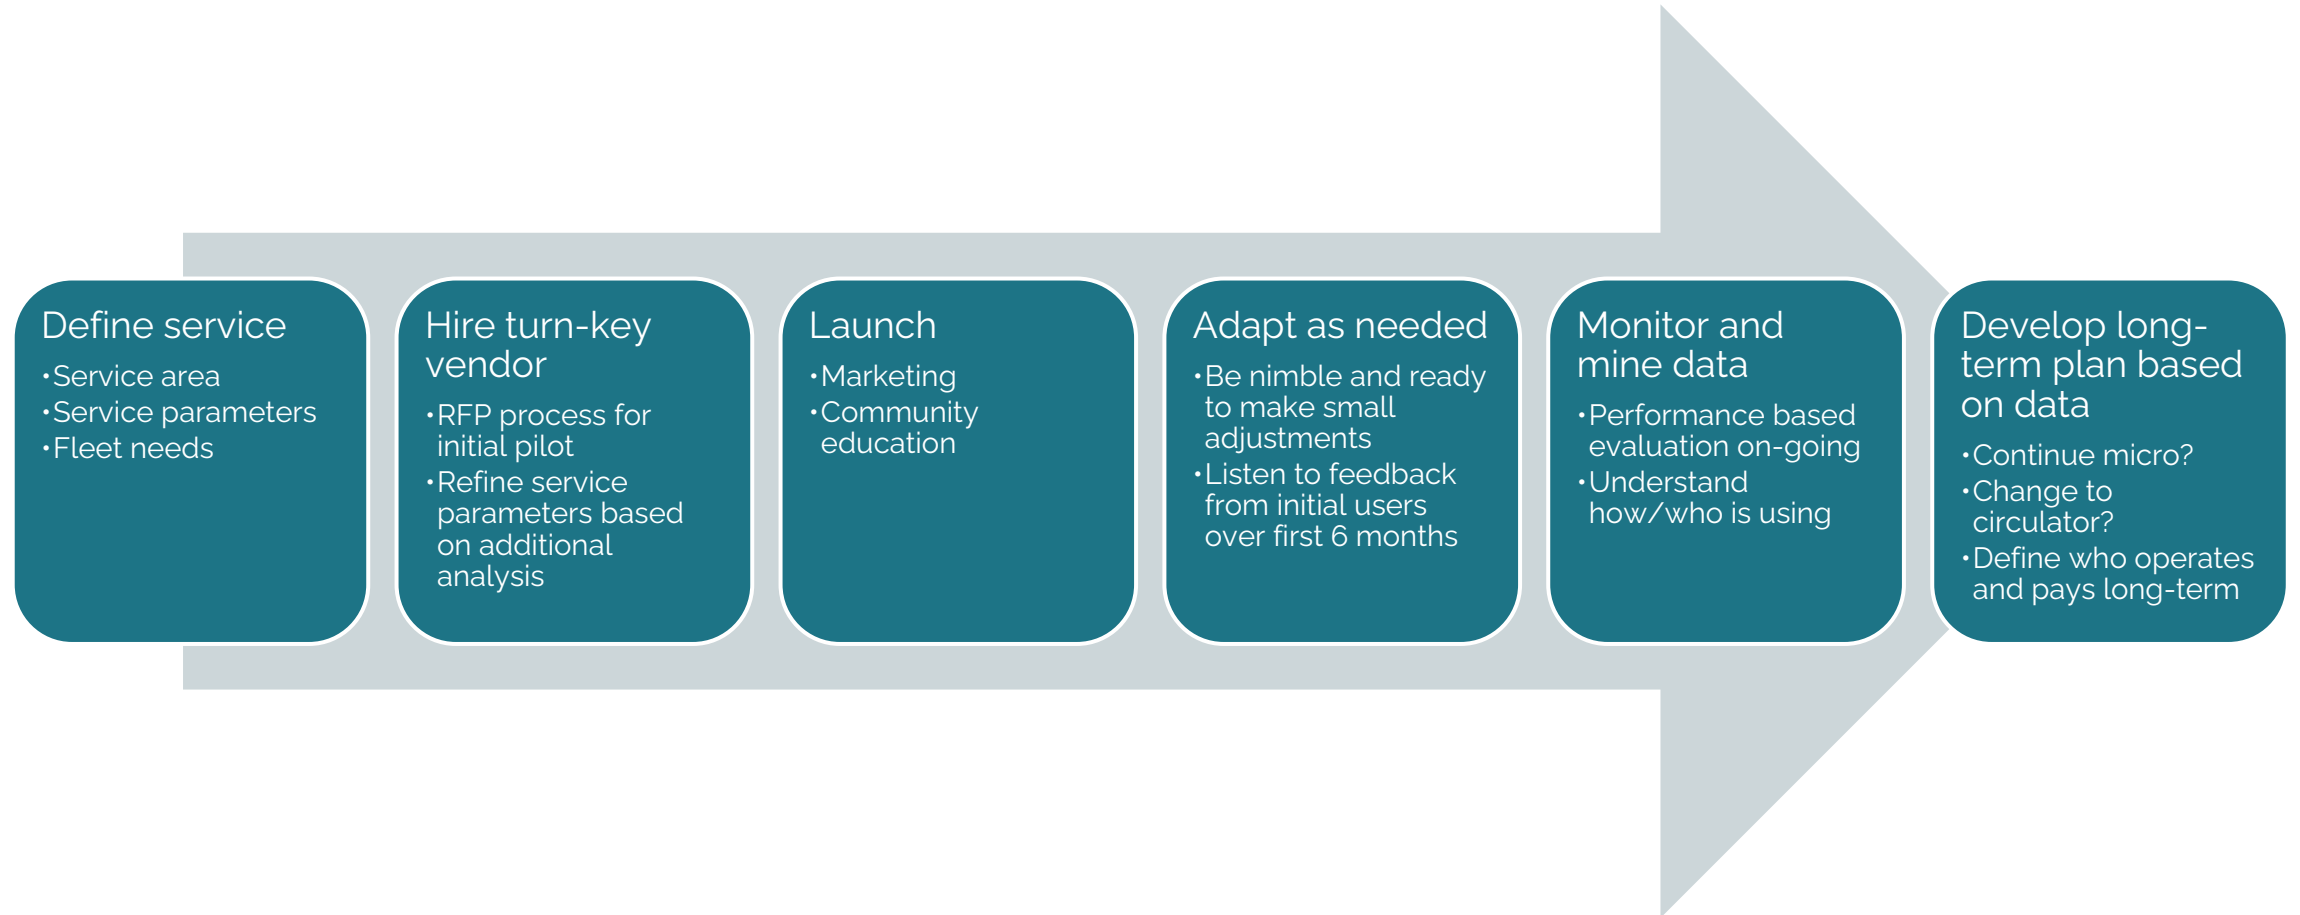 Define service
•Service area
•Service parameters
•Fleet needs
Hire turn-key
vendor
•RFP process for
initial pilot
•Refine service
parameters based
on additional
analysis
Launch
•Marketing
•Community
education
Adapt as needed
•Be nimble and ready
to make small
adjustments
•Listen to feedback
from initial users
over first 6 months
Monitor and
mine data
•Performance based
evaluation on-going
•Understand
how/who is using
Develop long-
term plan based
on data
•Continue micro?
•Change to
circulator?
•Define who operates
and pays long-term